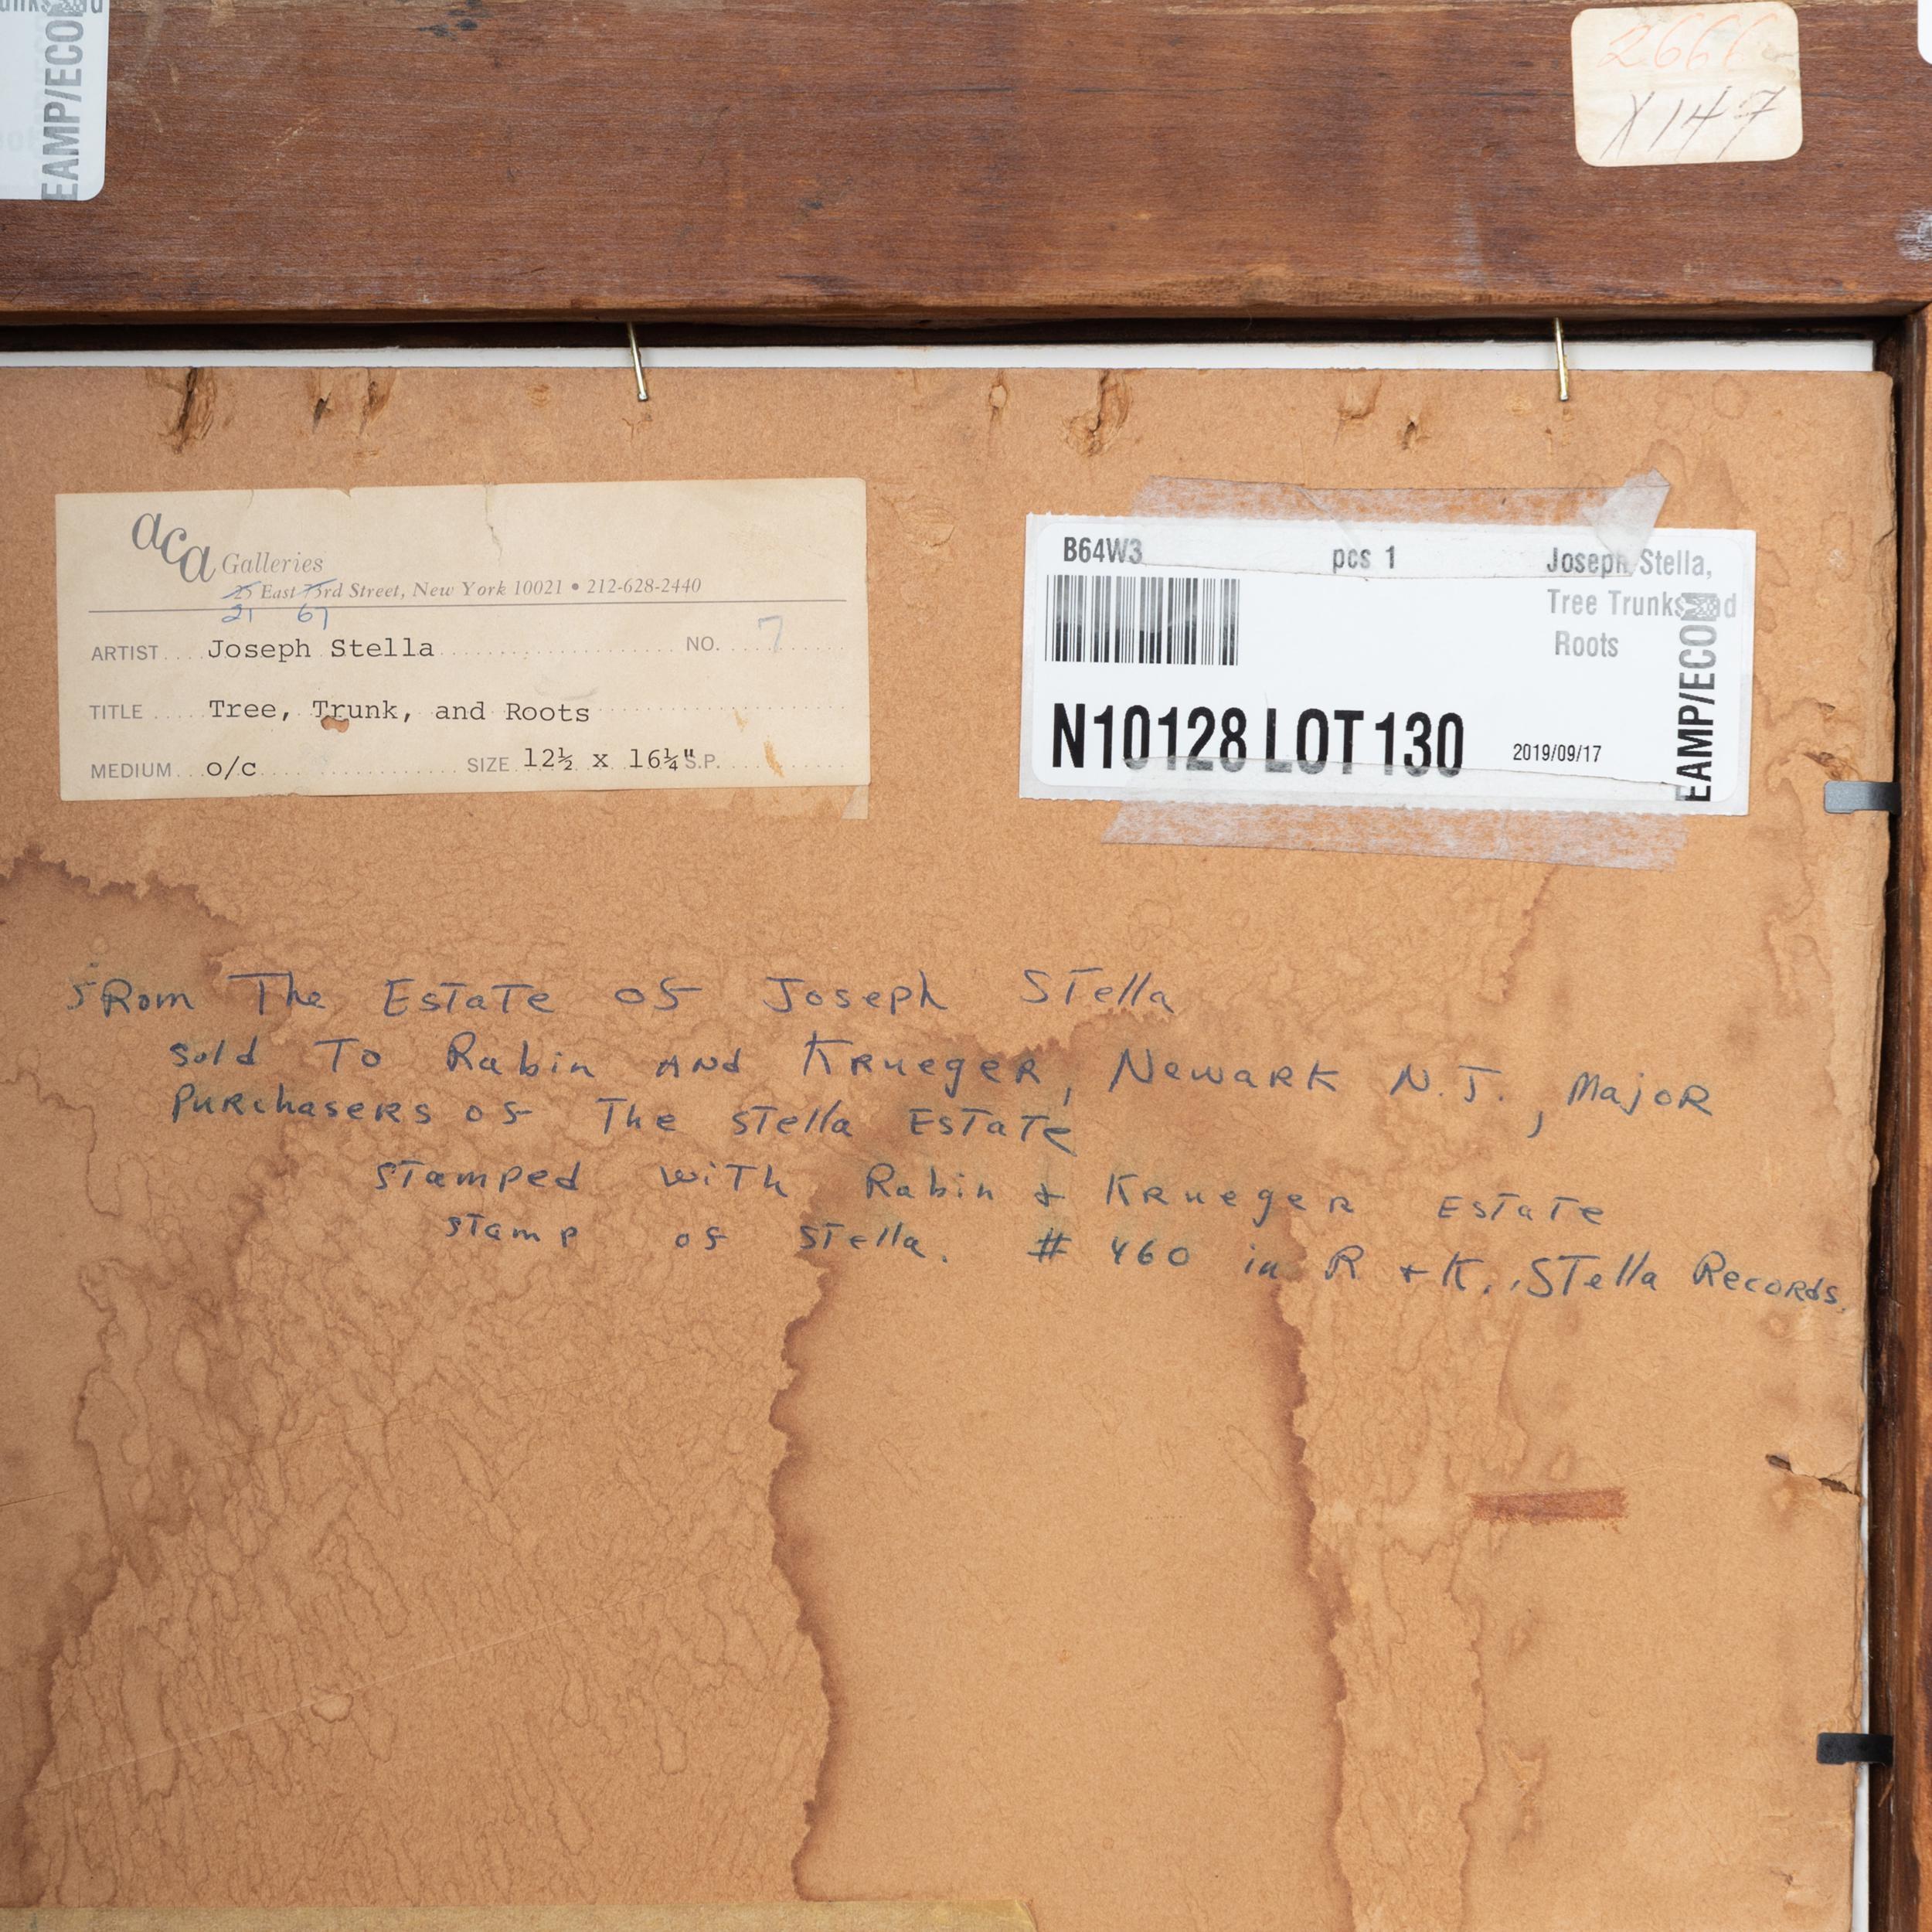 EAMP/ECO
X147
aca Galleries
25 East 73rd Street, New York 10021 • 212-628-2440
21 67
ARTIST Joseph Stella NO. 7
TITLE Tree, Trunk, and Roots
MEDIUM o/c SIZE 12½ x 16¼" S.P.
B64W3 pcs 1 Joseph Stella,
Tree Trunks
Roots
N10128 LOT 130 2019/09/17
EAMP/ECO
From The Estate of Joseph Stella
sold To Rabin and Krueger, Newark N.J., Major
Purchasers of The Stella Estate
Stamped with Rabin & Krueger Estate
stamp of Stella. # 460 in R & K. Stella Records.